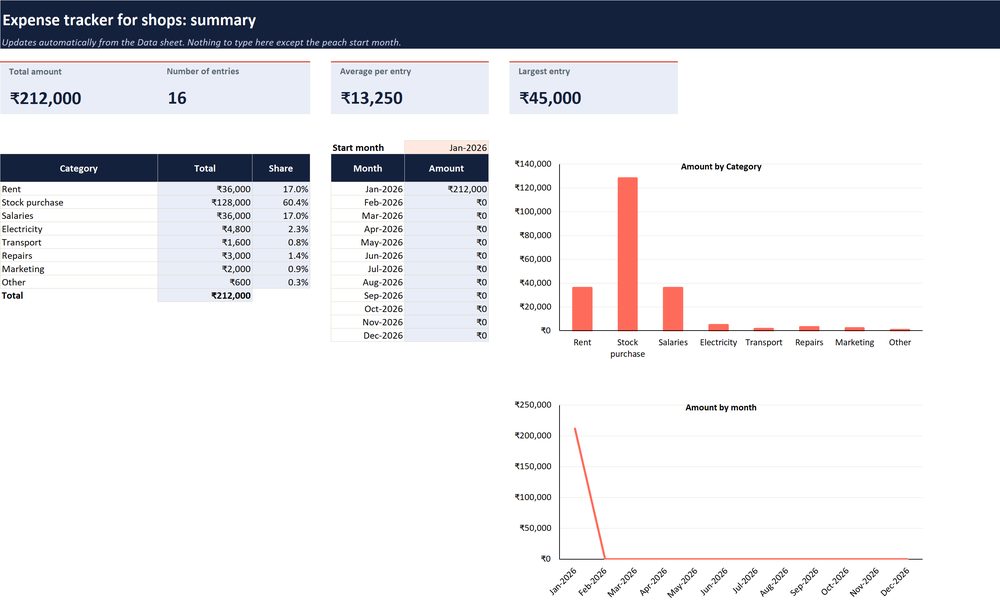 Expense tracker for shops: summary
Updates automatically from the Data sheet. Nothing to type here except the peach start month.
Total amount Number of entries Average per entry Largest entry
₹212,000 16 ₹13,250 ₹45,000
Start month Jan-2026
Category Total Share
Rent ₹36,000 17.0%
Stock purchase ₹128,000 60.4%
Salaries ₹36,000 17.0%
Electricity ₹4,800 2.3%
Transport ₹1,600 0.8%
Repairs ₹3,000 1.4%
Marketing ₹2,000 0.9%
Other ₹600 0.3%
Total ₹212,000
Month Amount
Jan-2026 ₹212,000
Feb-2026 ₹0
Mar-2026 ₹0
Apr-2026 ₹0
May-2026 ₹0
Jun-2026 ₹0
Jul-2026 ₹0
Aug-2026 ₹0
Sep-2026 ₹0
Oct-2026 ₹0
Nov-2026 ₹0
Dec-2026 ₹0
Amount by Category
₹140,000
₹120,000
₹100,000
₹80,000
₹60,000
₹40,000
₹20,000
₹0
Rent Stock purchase Salaries Electricity Transport Repairs Marketing Other
Amount by month
₹250,000
₹200,000
₹150,000
₹100,000
₹50,000
₹0
Jan-2026 Feb-2026 Mar-2026 Apr-2026 May-2026 Jun-2026 Jul-2026 Aug-2026 Sep-2026 Oct-2026 Nov-2026 Dec-2026